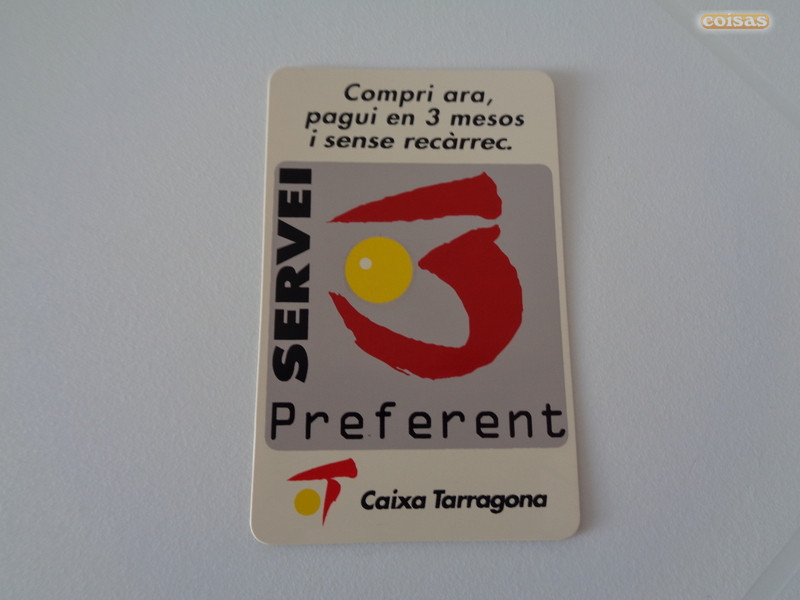 coisas
Compri ara,
pagui en 3 mesos
i sense recàrrec.
SERVEI
Preferent
Caixa Tarragona